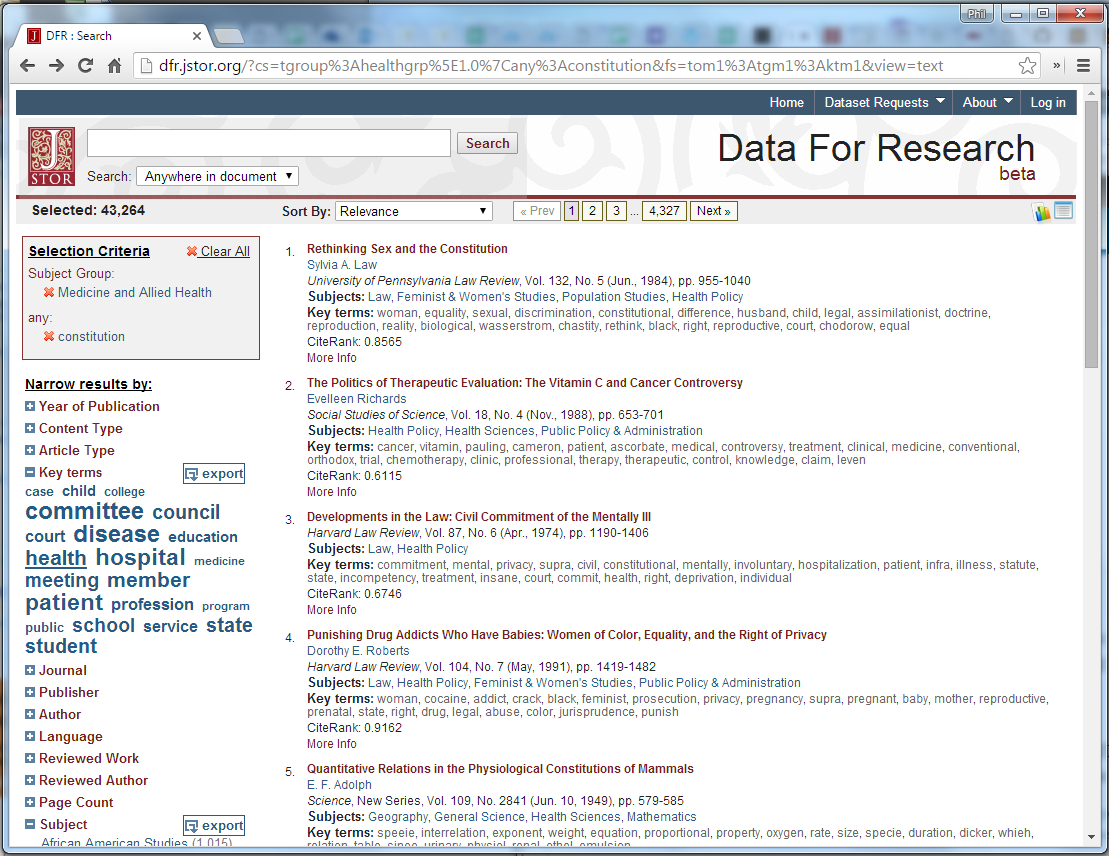 Phil
DFR : Search
dfr.jstor.org/?cs=tgroup%3Ahealthgrp%5E1.0%7Cany%3Aconstitution&fs=tom1%3Atgm1%3Aktm1&view=text
Home Dataset Requests About Log in
J
STOR
Search
Data For Research
beta
Search: Anywhere in document
Selected: 43,264
Sort By: Relevance
« Prev 1 2 3 ... 4,327 Next »
Selection Criteria
Clear All
Subject Group:
Medicine and Allied Health
any:
constitution
Narrow results by:
Year of Publication
Content Type
Article Type
Key terms export
case child college
committee council
court disease education
health hospital medicine
meeting member
patient profession program
public school service state
student
Journal
Publisher
Author
Language
Reviewed Work
Reviewed Author
Page Count
Subject export
African American Studies (1,015)
1. Rethinking Sex and the Constitution
Sylvia A. Law
University of Pennsylvania Law Review, Vol. 132, No. 5 (Jun., 1984), pp. 955-1040
Subjects: Law, Feminist & Women's Studies, Population Studies, Health Policy
Key terms: woman, equality, sexual, discrimination, constitutional, difference, husband, child, legal, assimilationist, doctrine,
reproduction, reality, biological, wasserstrom, chastity, rethink, black, right, reproductive, court, chodorow, equal
CiteRank: 0.8565
More Info
2. The Politics of Therapeutic Evaluation: The Vitamin C and Cancer Controversy
Evelleen Richards
Social Studies of Science, Vol. 18, No. 4 (Nov., 1988), pp. 653-701
Subjects: Health Policy, Health Sciences, Public Policy & Administration
Key terms: cancer, vitamin, pauling, cameron, patient, ascorbate, medical, controversy, treatment, clinical, medicine, conventional,
orthodox, trial, chemotherapy, clinic, professional, therapy, therapeutic, control, knowledge, claim, leven
CiteRank: 0.6115
More Info
3. Developments in the Law: Civil Commitment of the Mentally Ill
Harvard Law Review, Vol. 87, No. 6 (Apr., 1974), pp. 1190-1406
Subjects: Law, Health Policy
Key terms: commitment, mental, privacy, supra, civil, constitutional, mentally, involuntary, hospitalization, patient, infra, illness, statute,
state, incompetency, treatment, insane, court, commit, health, right, deprivation, individual
CiteRank: 0.6746
More Info
4. Punishing Drug Addicts Who Have Babies: Women of Color, Equality, and the Right of Privacy
Dorothy E. Roberts
Harvard Law Review, Vol. 104, No. 7 (May, 1991), pp. 1419-1482
Subjects: Law, Health Policy, Feminist & Women's Studies, Public Policy & Administration
Key terms: woman, cocaine, addict, crack, black, feminist, prosecution, privacy, pregnancy, supra, pregnant, baby, mother, reproductive,
prenatal, state, right, drug, legal, abuse, color, jurisprudence, punish
CiteRank: 0.9162
More Info
5. Quantitative Relations in the Physiological Constitutions of Mammals
E. F. Adolph
Science, New Series, Vol. 109, No. 2841 (Jun. 10, 1949), pp. 579-585
Subjects: Geography, General Science, Health Sciences, Mathematics
Key terms: speeie, interrelation, exponent, weight, equation, proportional, property, oxygen, rate, size, specie, duration, dicker, whieh,
relation, table, since, urinary, physiol, renal, ethel, emulsion